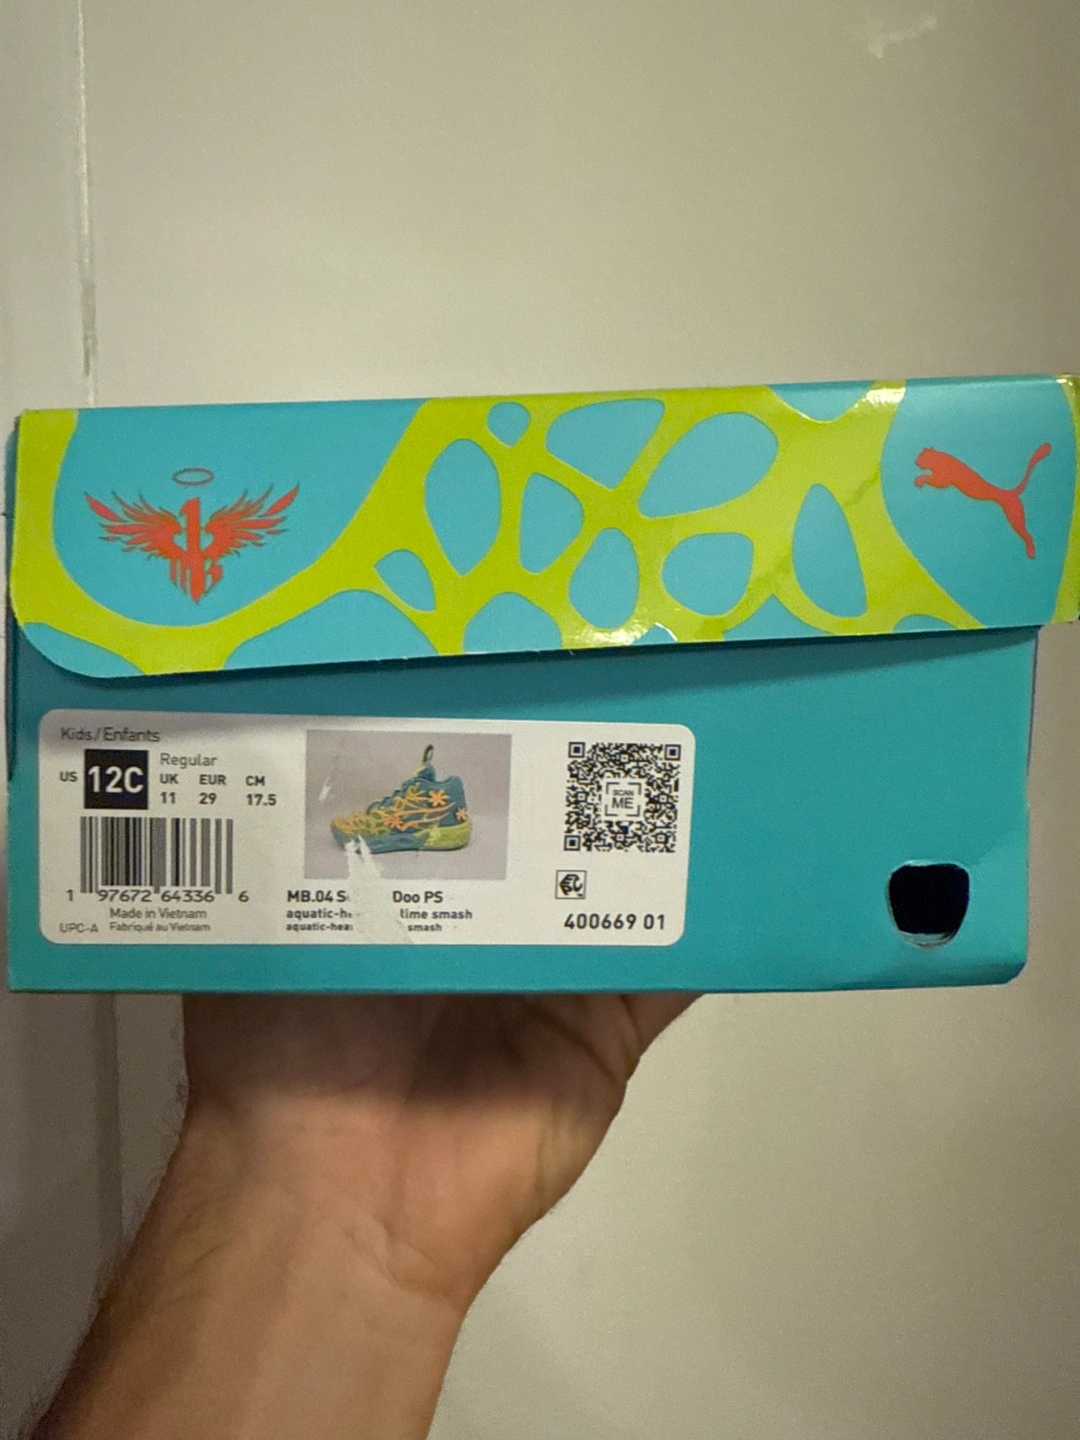 Kids./Enfants
US 12C
Regular
UK EUR CM
11 29 17.5
1 97672 64336 6
Made in Vietnam
UPC-A Fabriqué au Vietnam
MB.04 Doo PS
lime smash
smash
SCAN
ME
400669 01